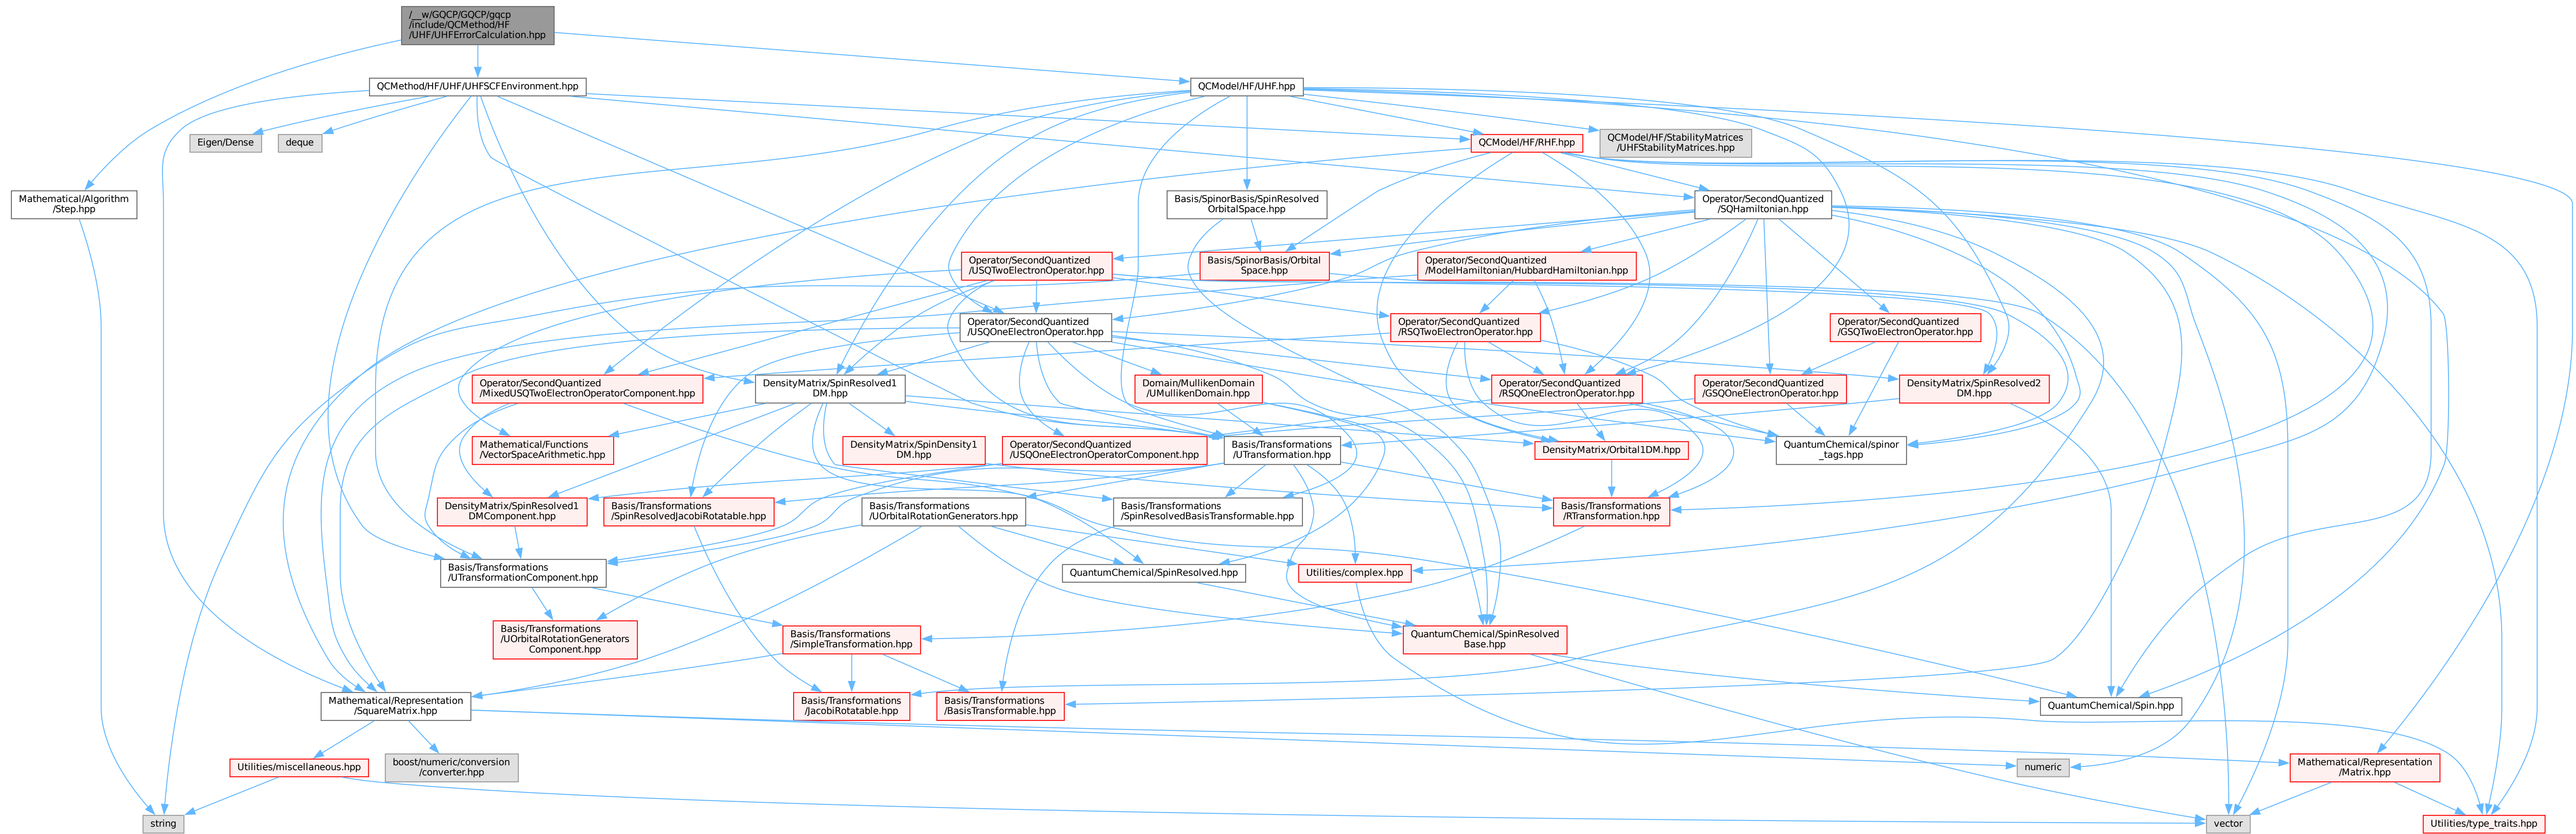 /__w/GQCP/GQCP/gqcp
/include/QCMethod/HF
/UHF/UHFErrorCalculation.hpp
QCMethod/HF/UHF/UHFSCFEnvironment.hpp
QCModel/HF/UHF.hpp
Eigen/Dense
deque
QCModel/HF/RHF.hpp
QCModel/HF/StabilityMatrices
/UHFStabilityMatrices.hpp
Mathematical/Algorithm
/Step.hpp
Basis/SpinorBasis/SpinResolved
OrbitalSpace.hpp
Operator/SecondQuantized
/SQHamiltonian.hpp
Operator/SecondQuantized
/USQTwoElectronOperator.hpp
Basis/SpinorBasis/Orbital
Space.hpp
Operator/SecondQuantized
/ModelHamiltonian/HubbardHamiltonian.hpp
Operator/SecondQuantized
/USQOneElectronOperator.hpp
Operator/SecondQuantized
/RSQTwoElectronOperator.hpp
Operator/SecondQuantized
/GSQTwoElectronOperator.hpp
Operator/SecondQuantized
/MixedUSQTwoElectronOperatorComponent.hpp
DensityMatrix/SpinResolved1
DM.hpp
Domain/MullikenDomain
/UMullikenDomain.hpp
Operator/SecondQuantized
/RSQOneElectronOperator.hpp
Operator/SecondQuantized
/GSQOneElectronOperator.hpp
DensityMatrix/SpinResolved2
DM.hpp
Mathematical/Functions
/VectorSpaceArithmetic.hpp
DensityMatrix/SpinDensity1
DM.hpp
Operator/SecondQuantized
/USQOneElectronOperatorComponent.hpp
Basis/Transformations
/UTransformation.hpp
DensityMatrix/Orbital1DM.hpp
QuantumChemical/spinor
_tags.hpp
DensityMatrix/SpinResolved1
DMComponent.hpp
Basis/Transformations
/SpinResolvedJacobiRotatable.hpp
Basis/Transformations
/UOrbitalRotationGenerators.hpp
Basis/Transformations
/SpinResolvedBasisTransformable.hpp
Basis/Transformations
/RTransformation.hpp
Basis/Transformations
/UTransformationComponent.hpp
QuantumChemical/SpinResolved.hpp
Utilities/complex.hpp
Basis/Transformations
/UOrbitalRotationGenerators
Component.hpp
Basis/Transformations
/SimpleTransformation.hpp
QuantumChemical/SpinResolved
Base.hpp
Mathematical/Representation
/SquareMatrix.hpp
Basis/Transformations
/JacobiRotatable.hpp
Basis/Transformations
/BasisTransformable.hpp
QuantumChemical/Spin.hpp
Utilities/miscellaneous.hpp
boost/numeric/conversion
/converter.hpp
numeric
Mathematical/Representation
/Matrix.hpp
string
vector
Utilities/type_traits.hpp